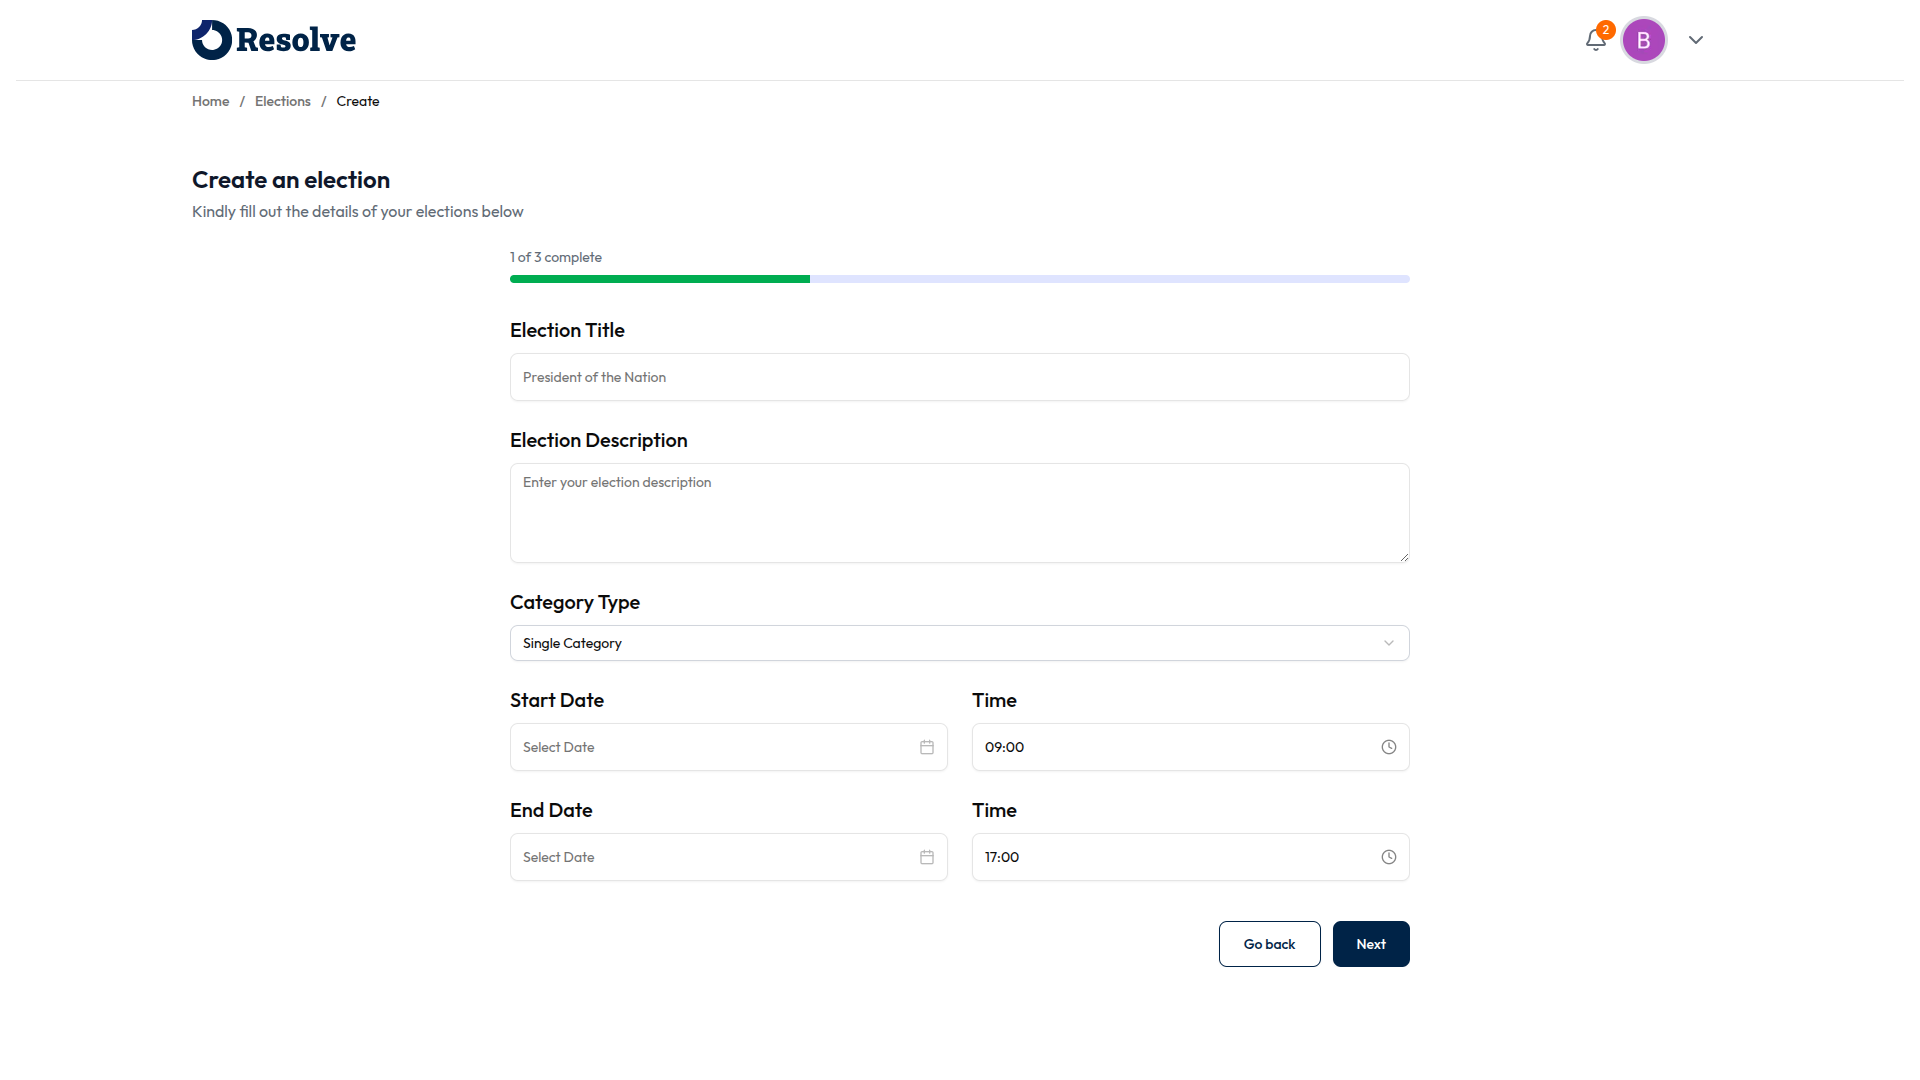 Resolve
2
B
Home / Elections / Create
Create an election
Kindly fill out the details of your elections below
1 of 3 complete
Election Title
President of the Nation
Election Description
Enter your election description
Category Type
Single Category
Start Date
Time
Select Date
09:00
End Date
Time
Select Date
17:00
Go back
Next